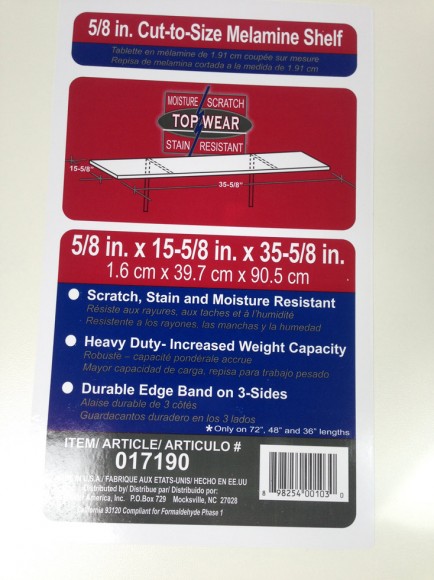 5/8 in. Cut-to-Size Melamine Shelf
Tablette en mélamine de 1.91 cm coupée sur mesure
Repisa de melamina cortada a la medida de 1.91 cm
MOISTURE SCRATCH
TOP WEAR
STAIN RESISTANT
15-5/8"
35-5/8"
5/8 in. x 15-5/8 in. x 35-5/8 in.
1.6 cm x 39.7 cm x 90.5 cm
Scratch, Stain and Moisture Resistant
Résiste aux rayures, aux taches et à l'humidité
Resistente a los rayones, las manchas y la humedad
Heavy Duty- Increased Weight Capacity
Robuste – capacité pondérale accrue
Mayor capacidad de carga, repisa para trabajo pesado
Durable Edge Band on 3-Sides
Alaise durable de 3 côtés
Guardacantos duradero en los 3 lados
*Only on 72", 48" and 36" lengths
ITEM/ ARTICLE/ ARTICULO #
017190
U.S.A./ FABRIQUE AUX ETATS-UNIS/ HECHO EN EE.UU
Distributed by/ Distribue par/ Distribuido por:
America, Inc. P.O.Box 729 Mocksville, NC 27028
California 93120 Compliant for Formaldehyde Phase 1
8 98254 00103 0